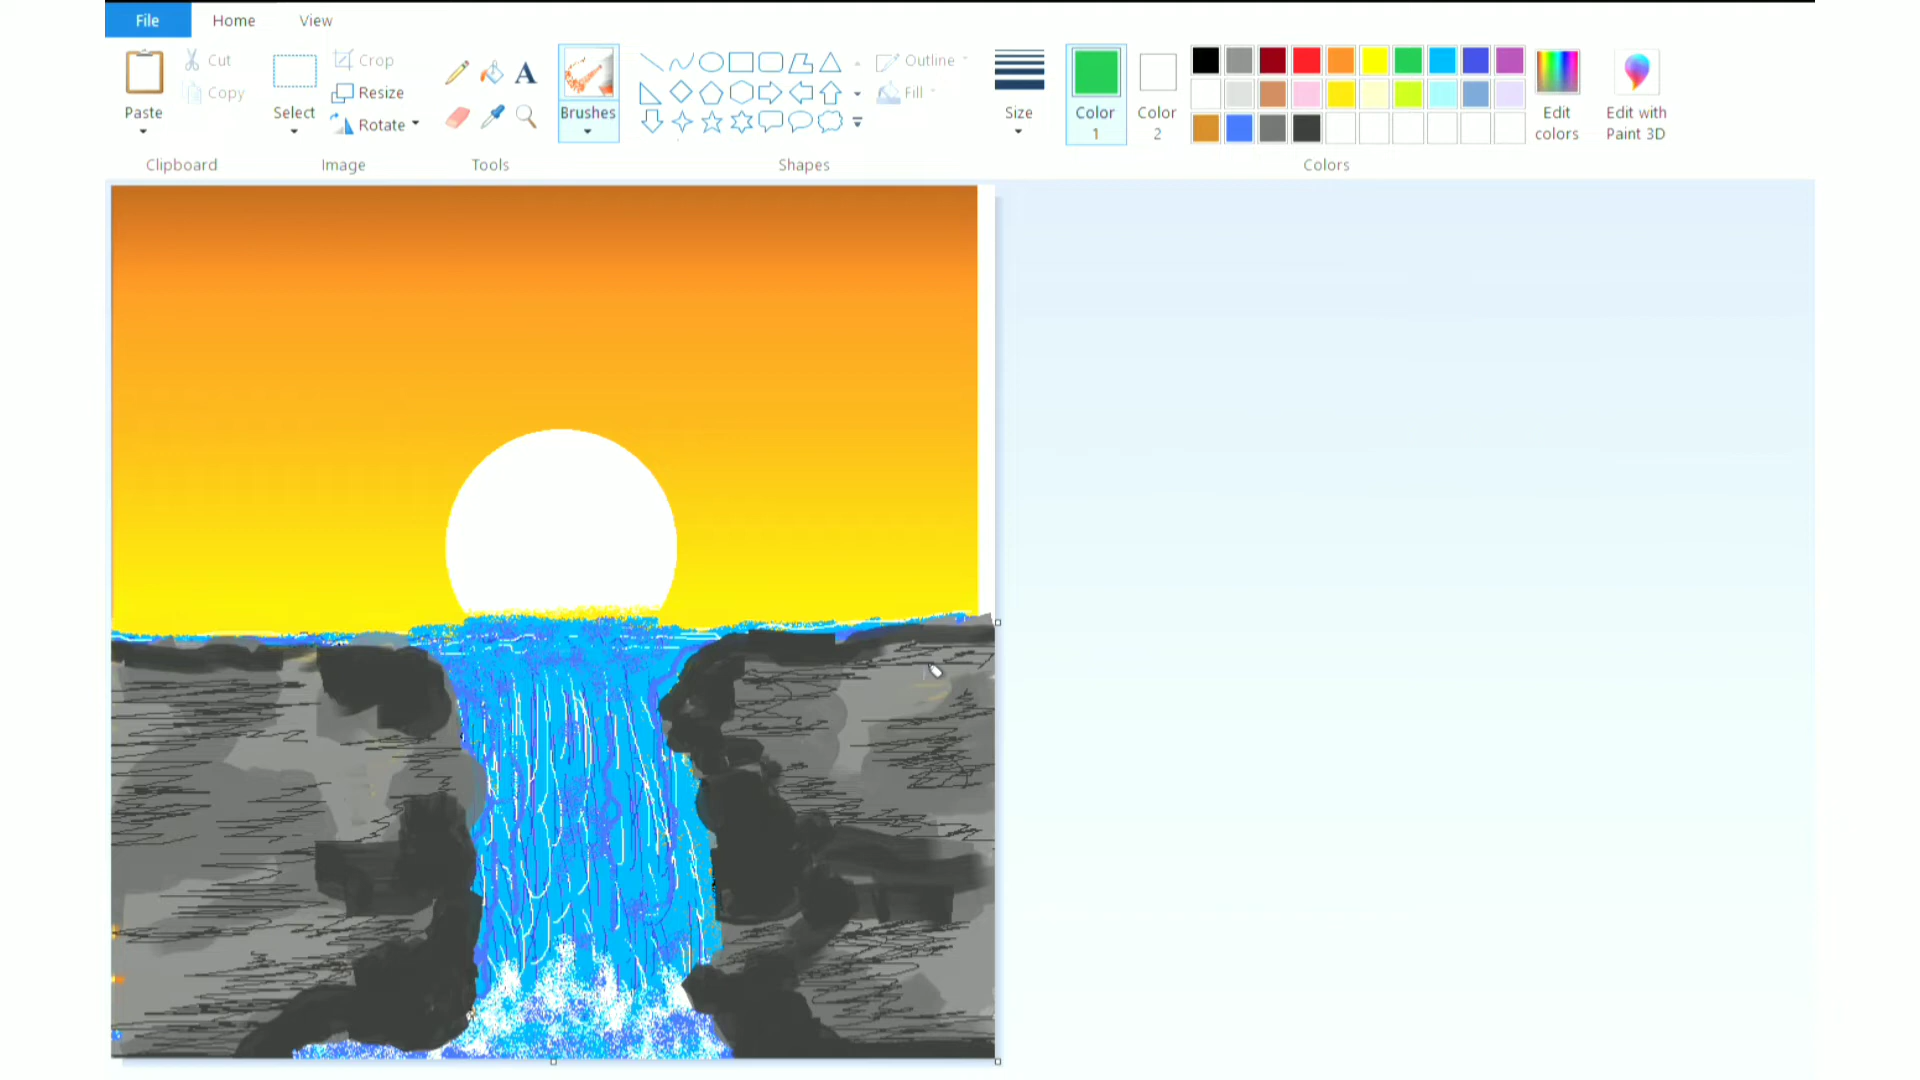 File Home View
Paste
Cut
Copy
Clipboard
Select
Crop
Resize
Rotate
Image
A
Tools
Brushes
Outline
Fill
Shapes
Size
Color
1
Color
2
Edit
colors
Edit with
Paint 3D
Colors